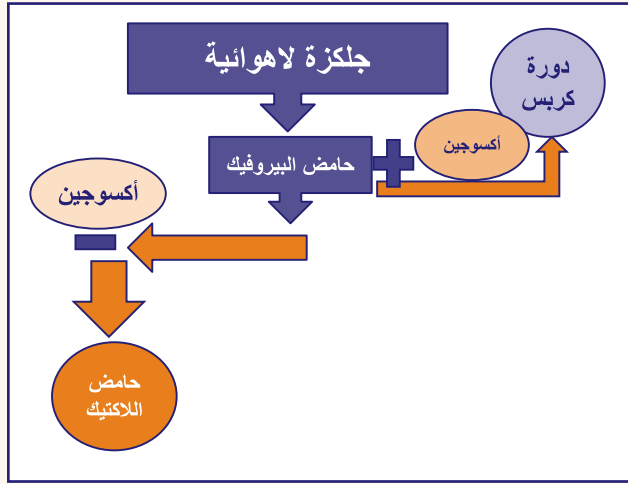 جلكزة لاهوائية
دورة
كربس
أكسوجين
حامض البيروفيك
أكسوجين
حامض
اللاكتيك